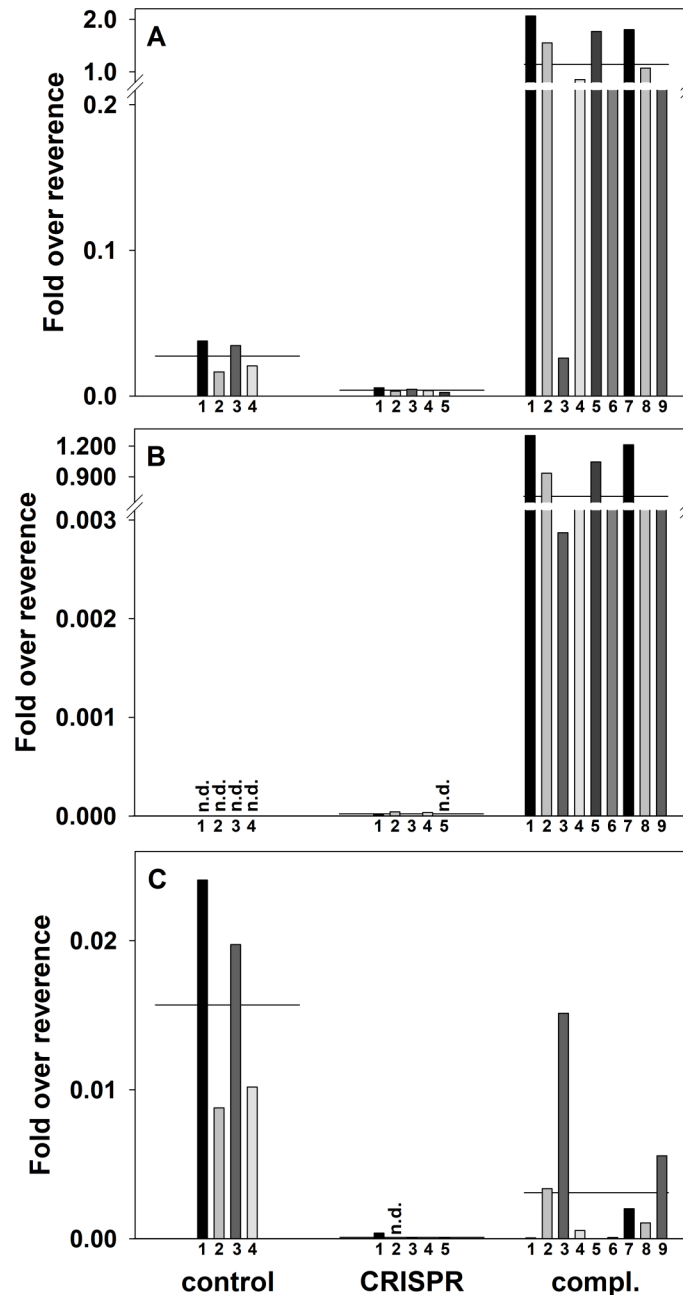 A
Fold over reverence
2.0
1.0
0.2
0.1
0.0
1 2 3 4
1 2 3 4 5
1 2 3 4 5 6 7 8 9
B
Fold over reverence
1.200
0.900
0.003
0.002
0.001
0.000
n.d. n.d. n.d. n.d.
n.d.
1 2 3 4
1 2 3 4 5
1 2 3 4 5 6 7 8 9
C
Fold over reverence
0.02
0.01
0.00
n.d.
1 2 3 4
1 2 3 4 5
1 2 3 4 5 6 7 8 9
control
CRISPR
compl.